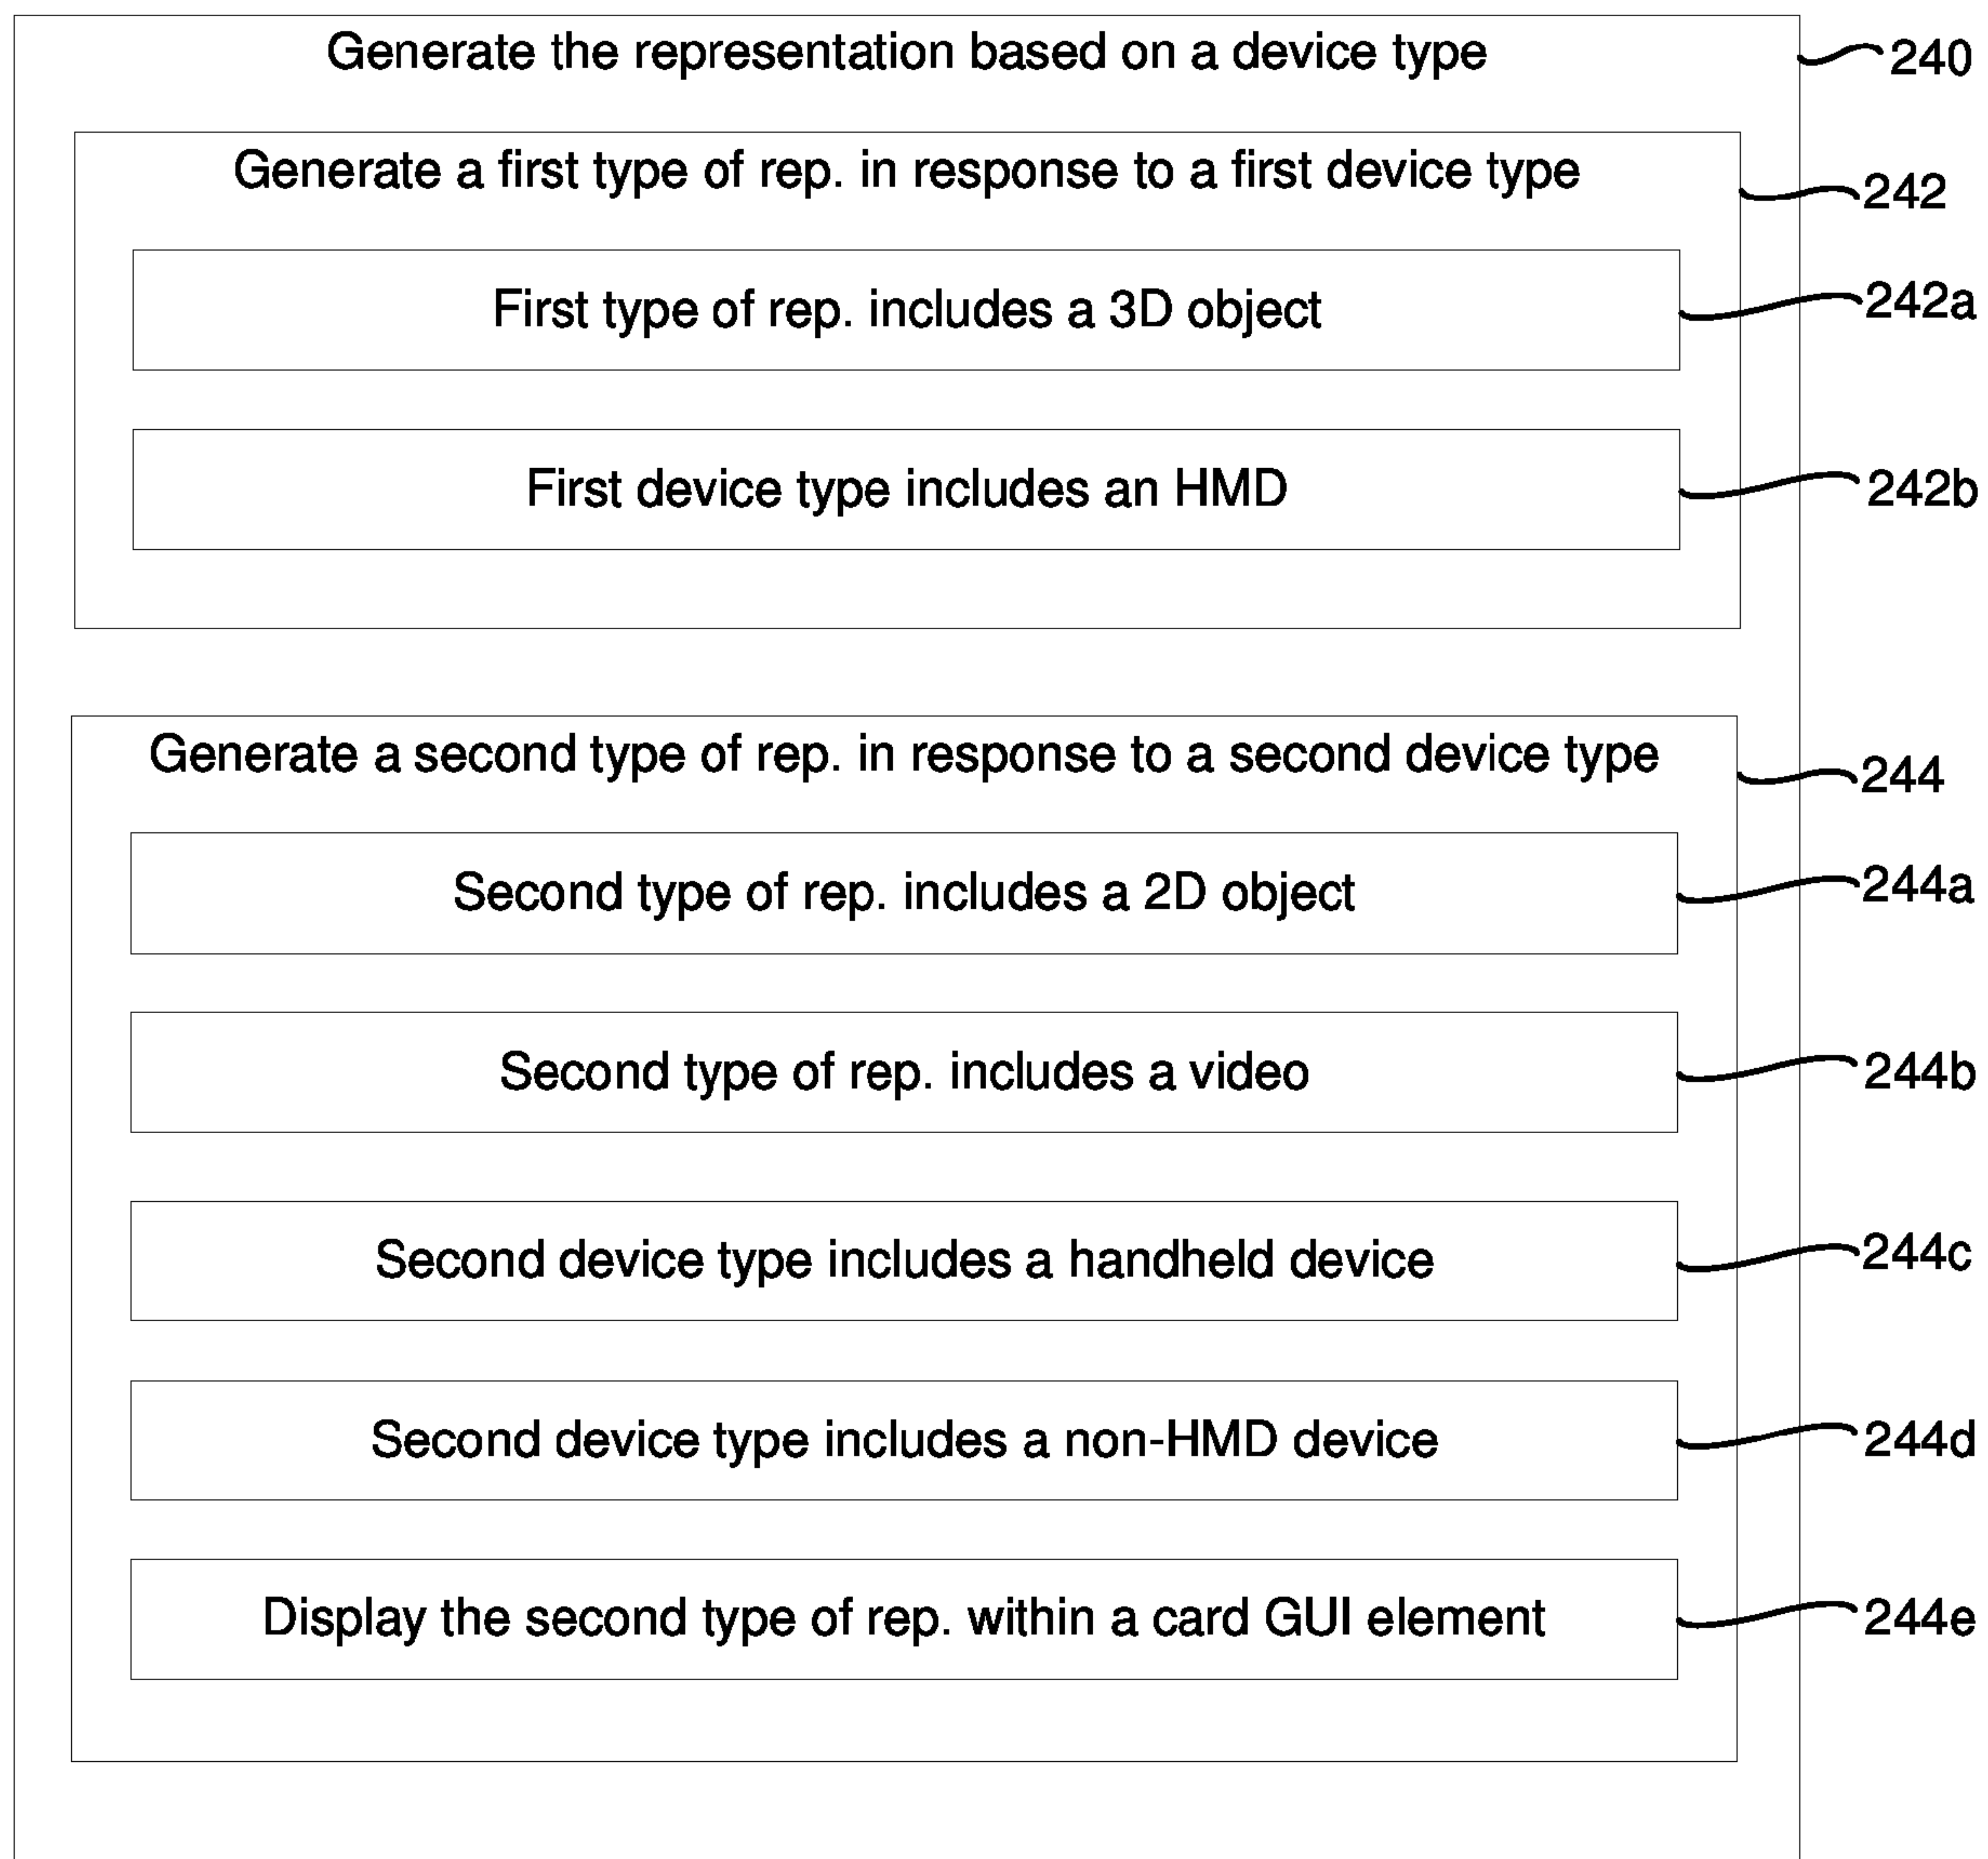 Generate the representation based on a device type
240
Generate a first type of rep. in response to a first device type
242
First type of rep. includes a 3D object
242a
First device type includes an HMD
242b
Generate a second type of rep. in response to a second device type
244
Second type of rep. includes a 2D object
244a
Second type of rep. includes a video
244b
Second device type includes a handheld device
244c
Second device type includes a non-HMD device
244d
Display the second type of rep. within a card GUI element
244e